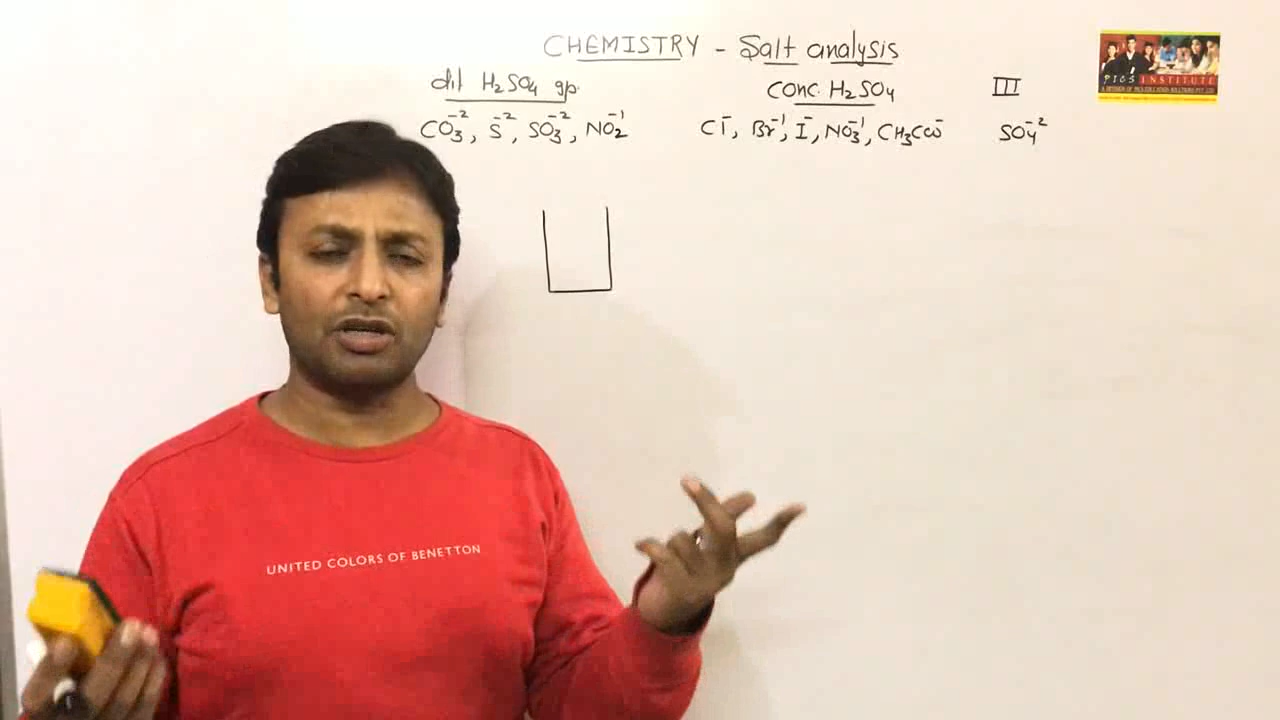 CHEMISTRY - Salt analysis
dil H₂SO₄ gp. conc. H₂SO₄ III
CO₃⁻², S⁻², SO₃⁻², NO₂⁻¹ Cl⁻, Br⁻¹, I⁻, NO₃⁻¹, CH₃COO⁻ SO₄⁻²
PICS INSTITUTE
UNITED COLORS OF BENETTON